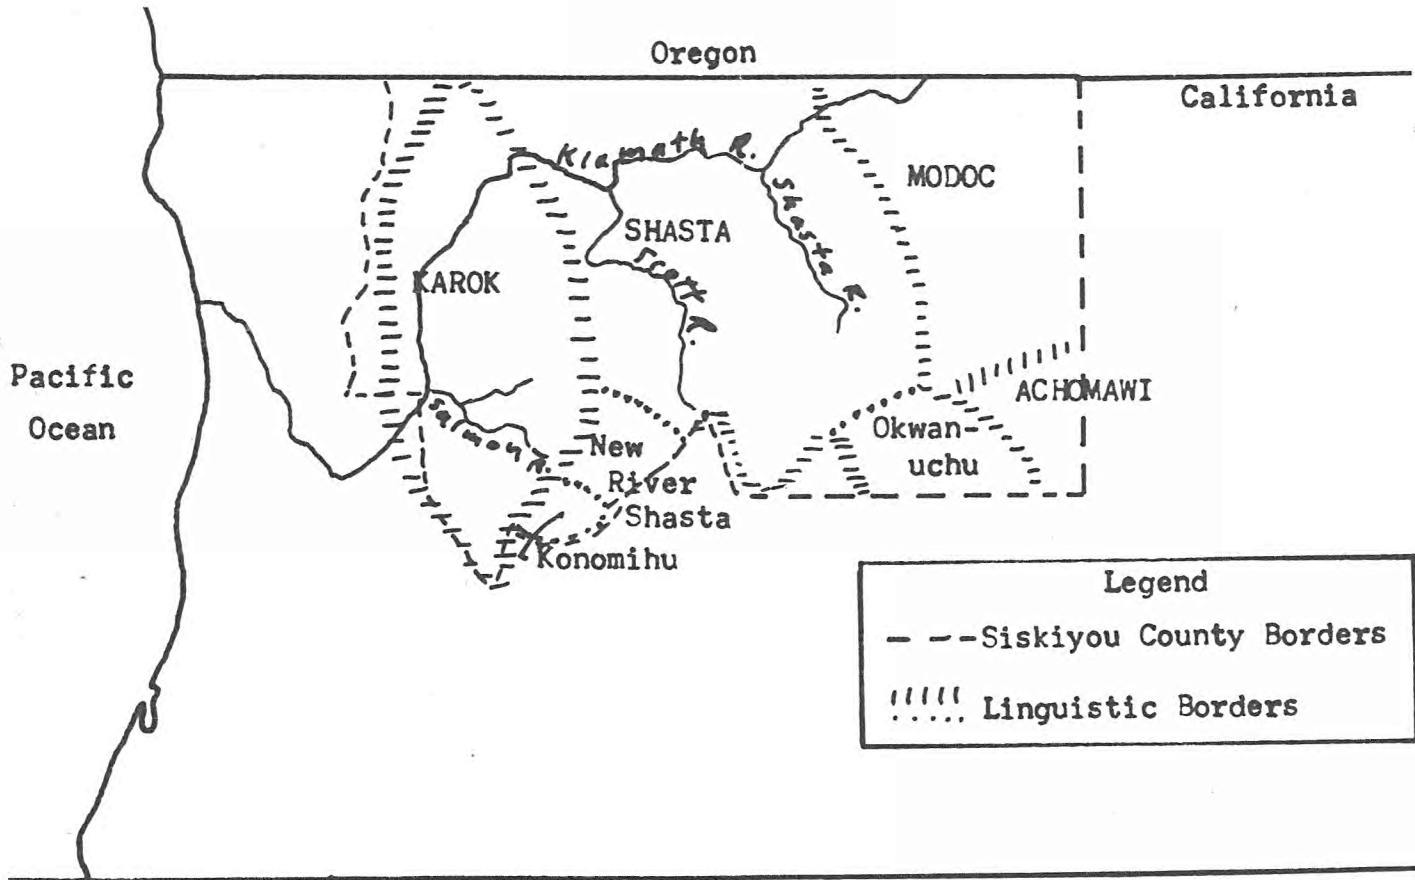 Oregon
California
Klamath R.
MODOC
Shasta R.
SHASTA
Scott R.
KAROK
Pacific
Ocean
ACHOMAWI
Salmon R.
New
River
Shasta
Okwan-
uchu
Konomihu
Legend
Siskiyou County Borders
Linguistic Borders